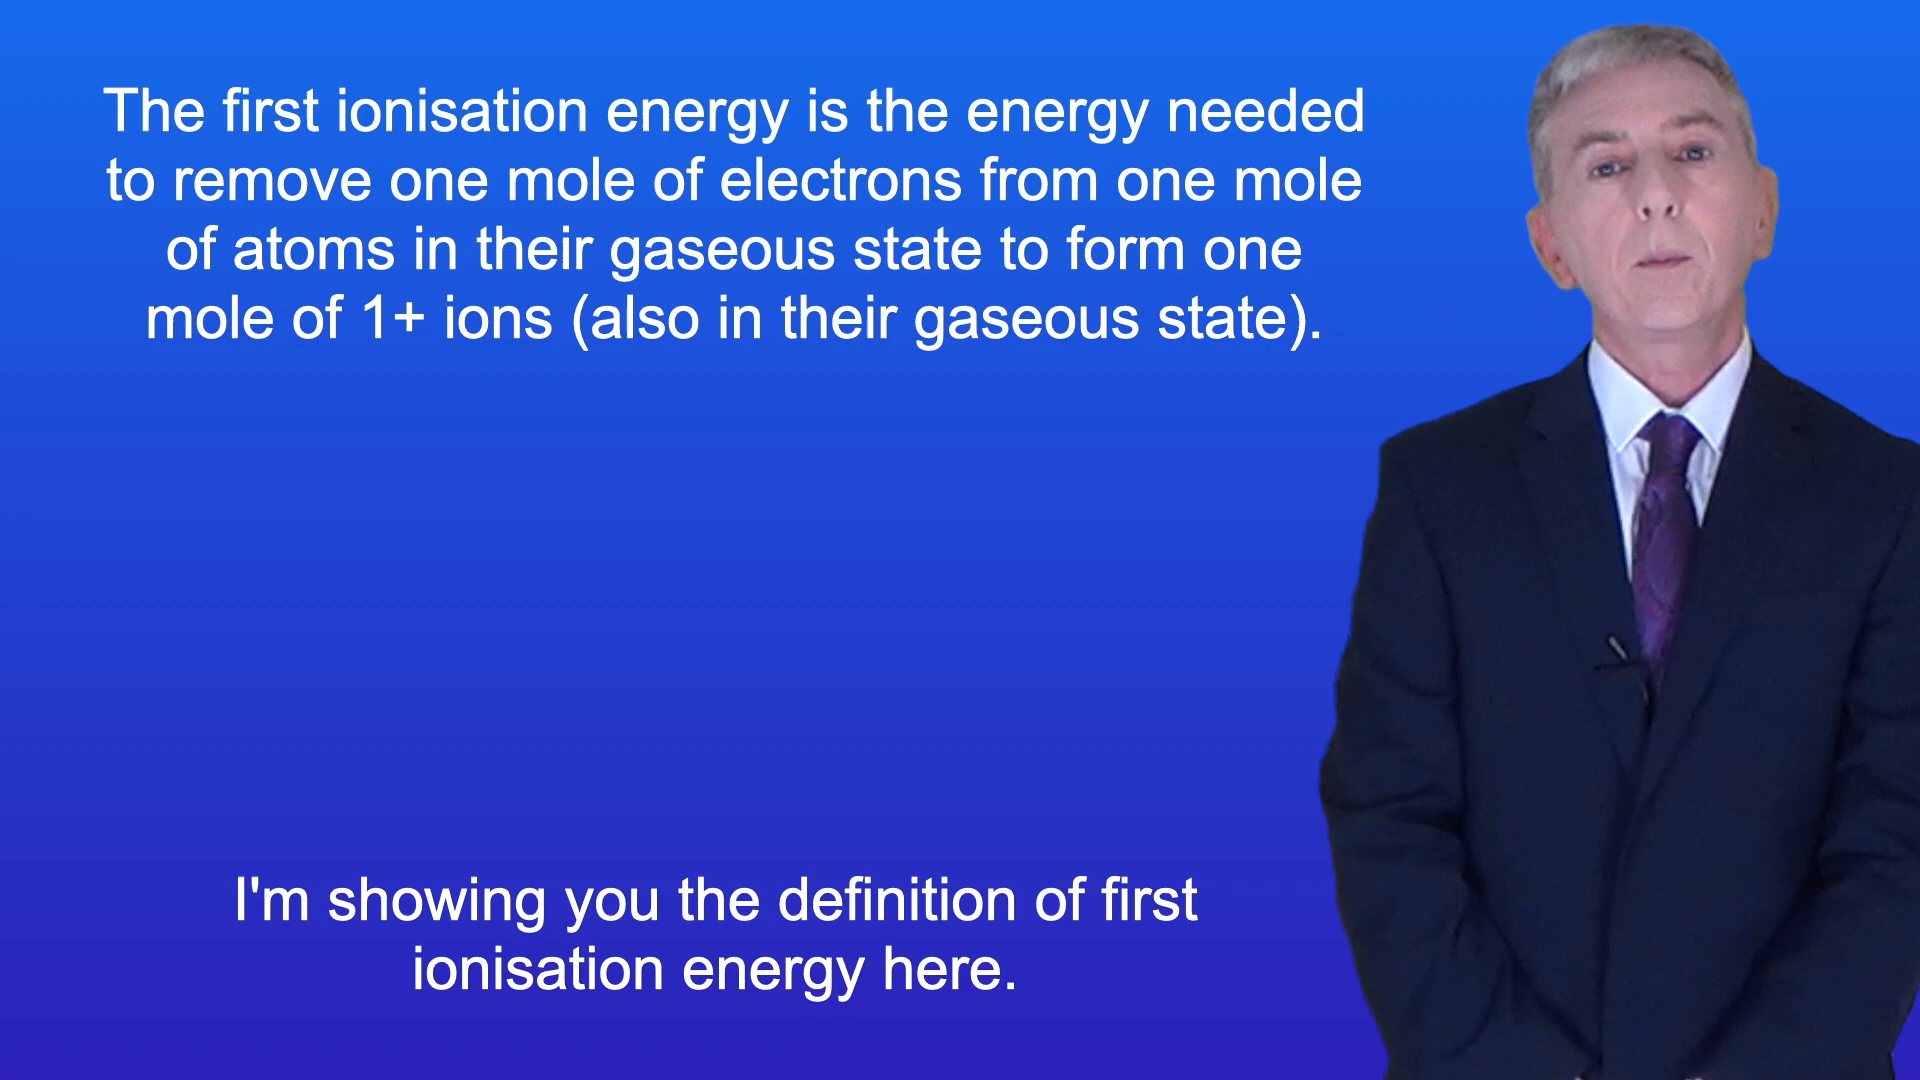 The first ionisation energy is the energy needed
to remove one mole of electrons from one mole
of atoms in their gaseous state to form one
mole of 1+ ions (also in their gaseous state).
I'm showing you the definition of first
ionisation energy here.